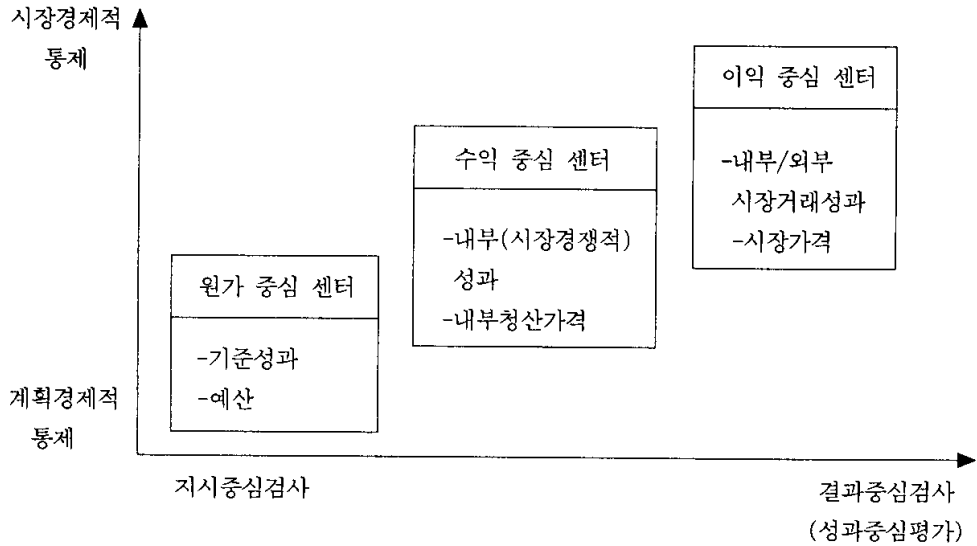 시장경제적
통제
이익 중심 센터
-내부/외부
시장거래성과
-시장가격
수익 중심 센터
-내부(시장경쟁적)
성과
-내부청산가격
원가 중심 센터
-기준성과
-예산
계획경제적
통제
지시중심검사
결과중심검사
(성과중심평가)